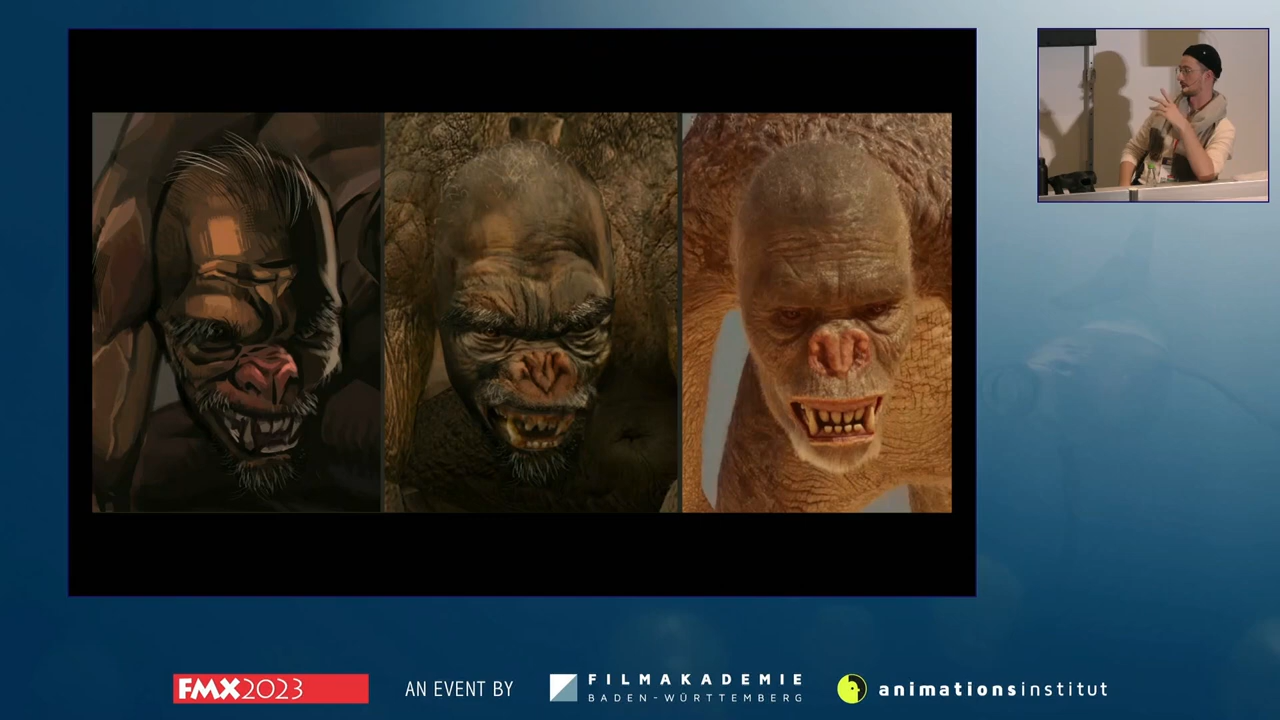 FMX2023
AN EVENT BY
FILMAKADEMIE
BADEN-WÜRTTEMBERG
animationsinstitut